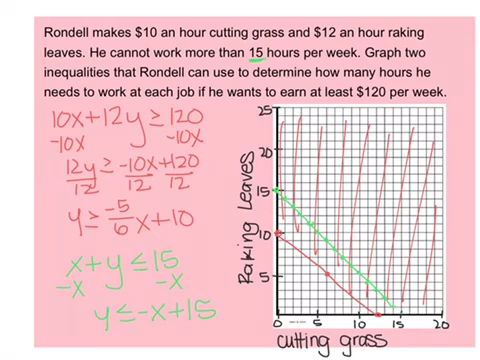 Rondell makes $10 an hour cutting grass and $12 an hour raking
leaves. He cannot work more than 15 hours per week. Graph two
inequalities that Rondell can use to determine how many hours he
needs to work at each job if he wants to earn at least $120 per week.
10x+12y≥120
-10x -10x
12y ≥ -10x+120
12 12 12
y ≥ -5/6 x+10
x+y ≤ 15
-x -x
y ≤ -x+15
Raking Leaves
25
20
15
10
5
0 5 10 15 20
cutting grass